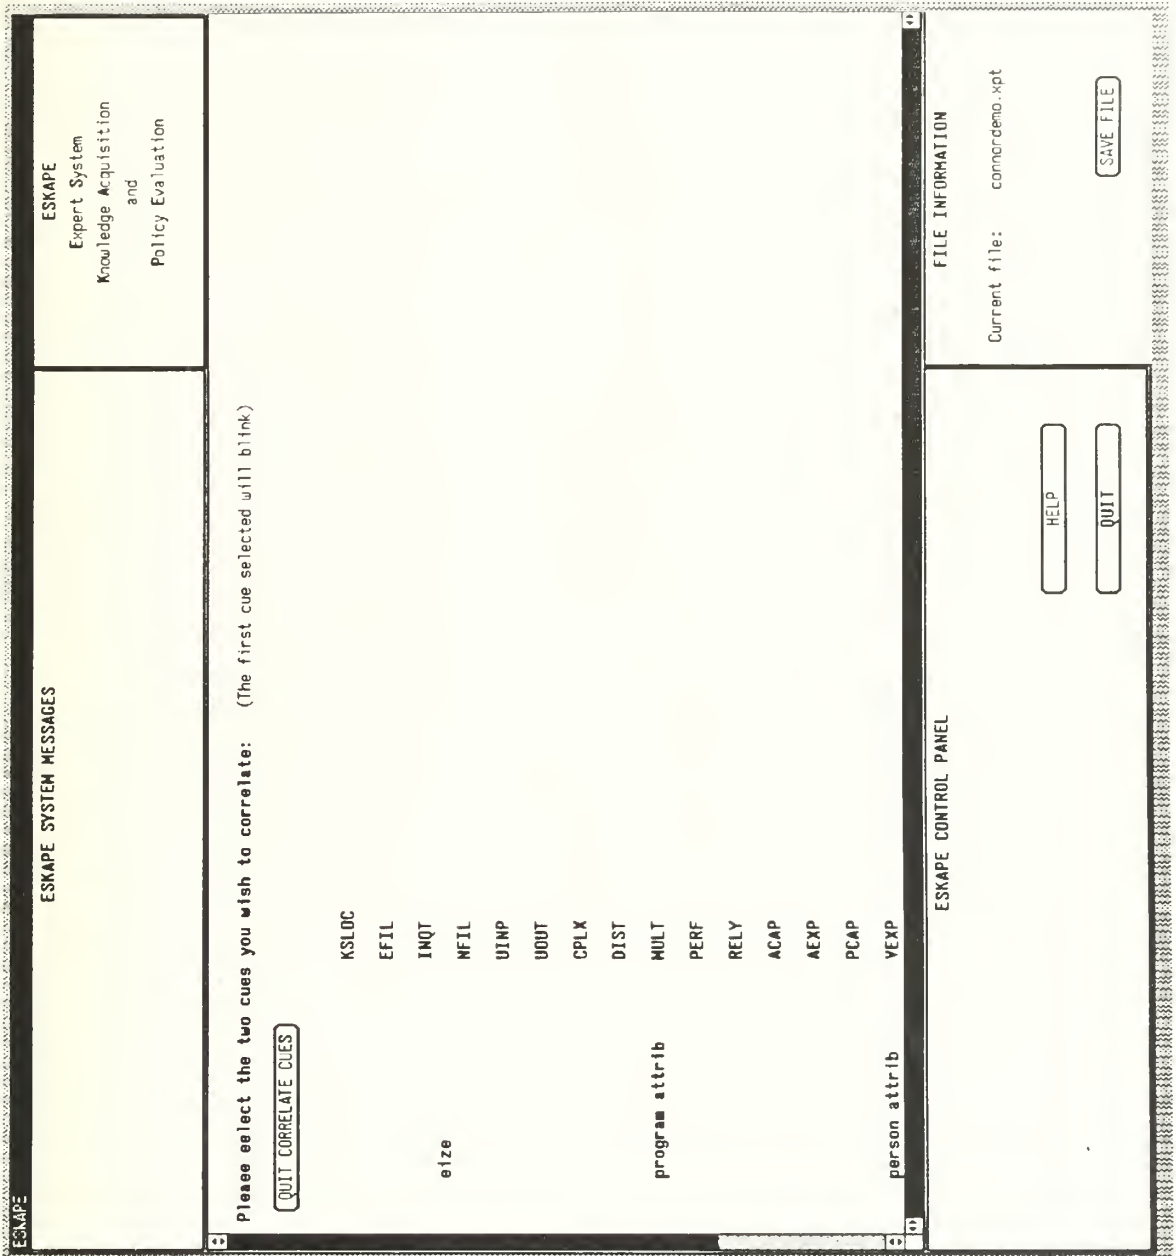 ESKAPE
ESKAPE SYSTEM MESSAGES
ESKAPE
Expert System
Knowledge Acquisition
and
Policy Evaluation
Please select the two cues you wish to correlate: (The first cue selected will blink)
QUIT CORRELATE CUES
KSLOC
EFIL
INQT
size
NFIL
UINP
UOUT
CPLX
DIST
program attrib MULT
PERF
RELY
ACAP
AEXP
PCAP
person attrib VEXP
ESKAPE CONTROL PANEL
HELP
QUIT
FILE INFORMATION
Current file: connordemo.xpt
SAVE FILE